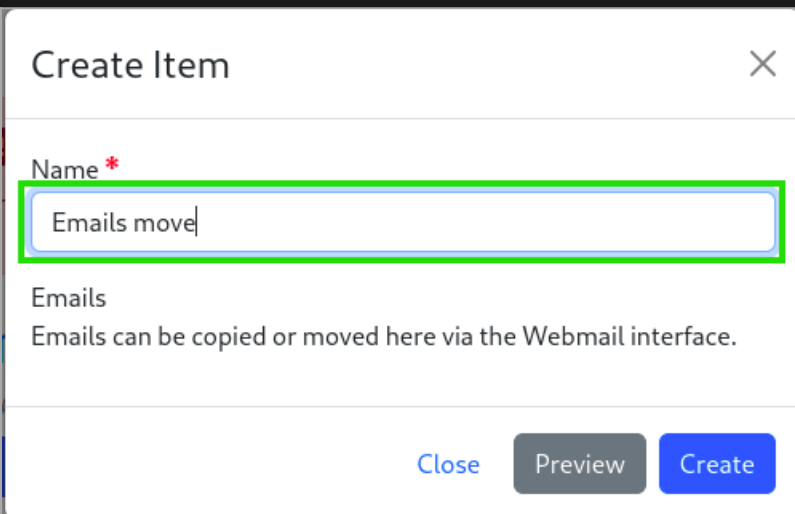 Create Item
Name *
Emails move
Emails
Emails can be copied or moved here via the Webmail interface.
Close Preview Create